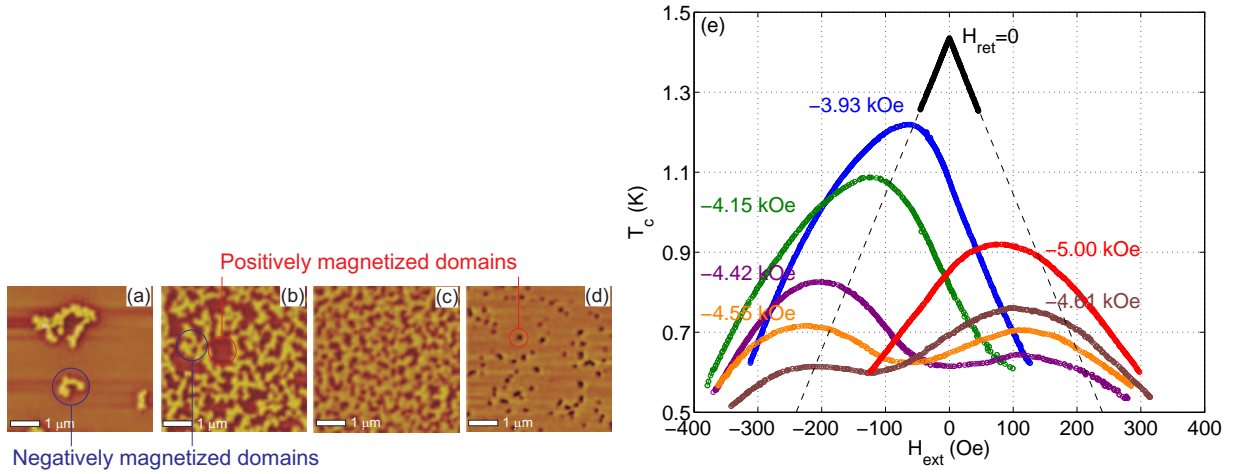 Positively magnetized domains
(a)
(b)
(c)
(d)
1 μm
1 μm
1 μm
1 μm
Negatively magnetized domains
(e)
H_ret=0
−3.93 kOe
−4.15 kOe
−4.42 kOe
−4.55 kOe
−5.00 kOe
−4.61 kOe
T_c (K)
1.5
1.3
1.1
0.9
0.7
0.5
−400
−300
−200
−100
0
100
200
300
400
H_ext (Oe)